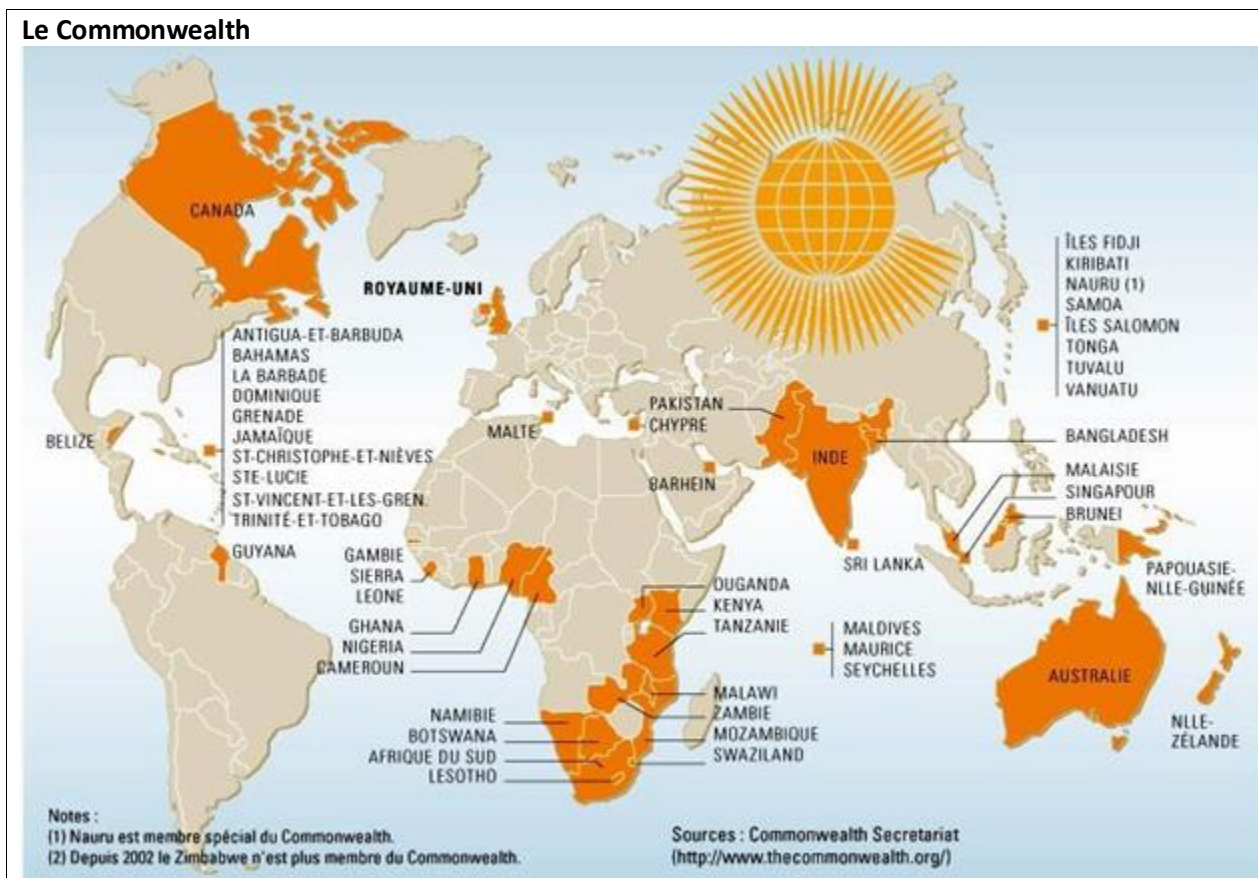 Le Commonwealth
CANADA
ROYAUME-UNI
ANTIGUA-ET-BARBUDA
BAHAMAS
LA BARBADE
DOMINIQUE
GRENADE
JAMAÏQUE
ST-CHRISTOPHE-ET-NIÈVES
STE-LUCIE
ST-VINCENT-ET-LES-GREN.
TRINITÉ-ET-TOBAGO
BELIZE
GUYANA
MALTE
PAKISTAN
CHYPRE
BARHEIN
INDE
ÎLES FIDJI
KIRIBATI
NAURU (1)
SAMOA
ÎLES SALOMON
TONGA
TUVALU
VANUATU
BANGLADESH
MALAISIE
SINGAPOUR
BRUNEI
SRI LANKA
PAPOUASIE-
NLLE-GUINÉE
GAMBIE
SIERRA
LEONE
GHANA
NIGERIA
CAMEROUN
OUGANDA
KENYA
TANZANIE
MALDIVES
MAURICE
SEYCHELLES
AUSTRALIE
NLLE-
ZÉLANDE
MALAWI
ZAMBIE
MOZAMBIQUE
SWAZILAND
NAMIBIE
BOTSWANA
AFRIQUE DU SUD
LESOTHO
Notes :
(1) Nauru est membre spécial du Commonwealth.
(2) Depuis 2002 le Zimbabwe n'est plus membre du Commonwealth.
Sources : Commonwealth Secretariat
(http://www.thecommonwealth.org/)